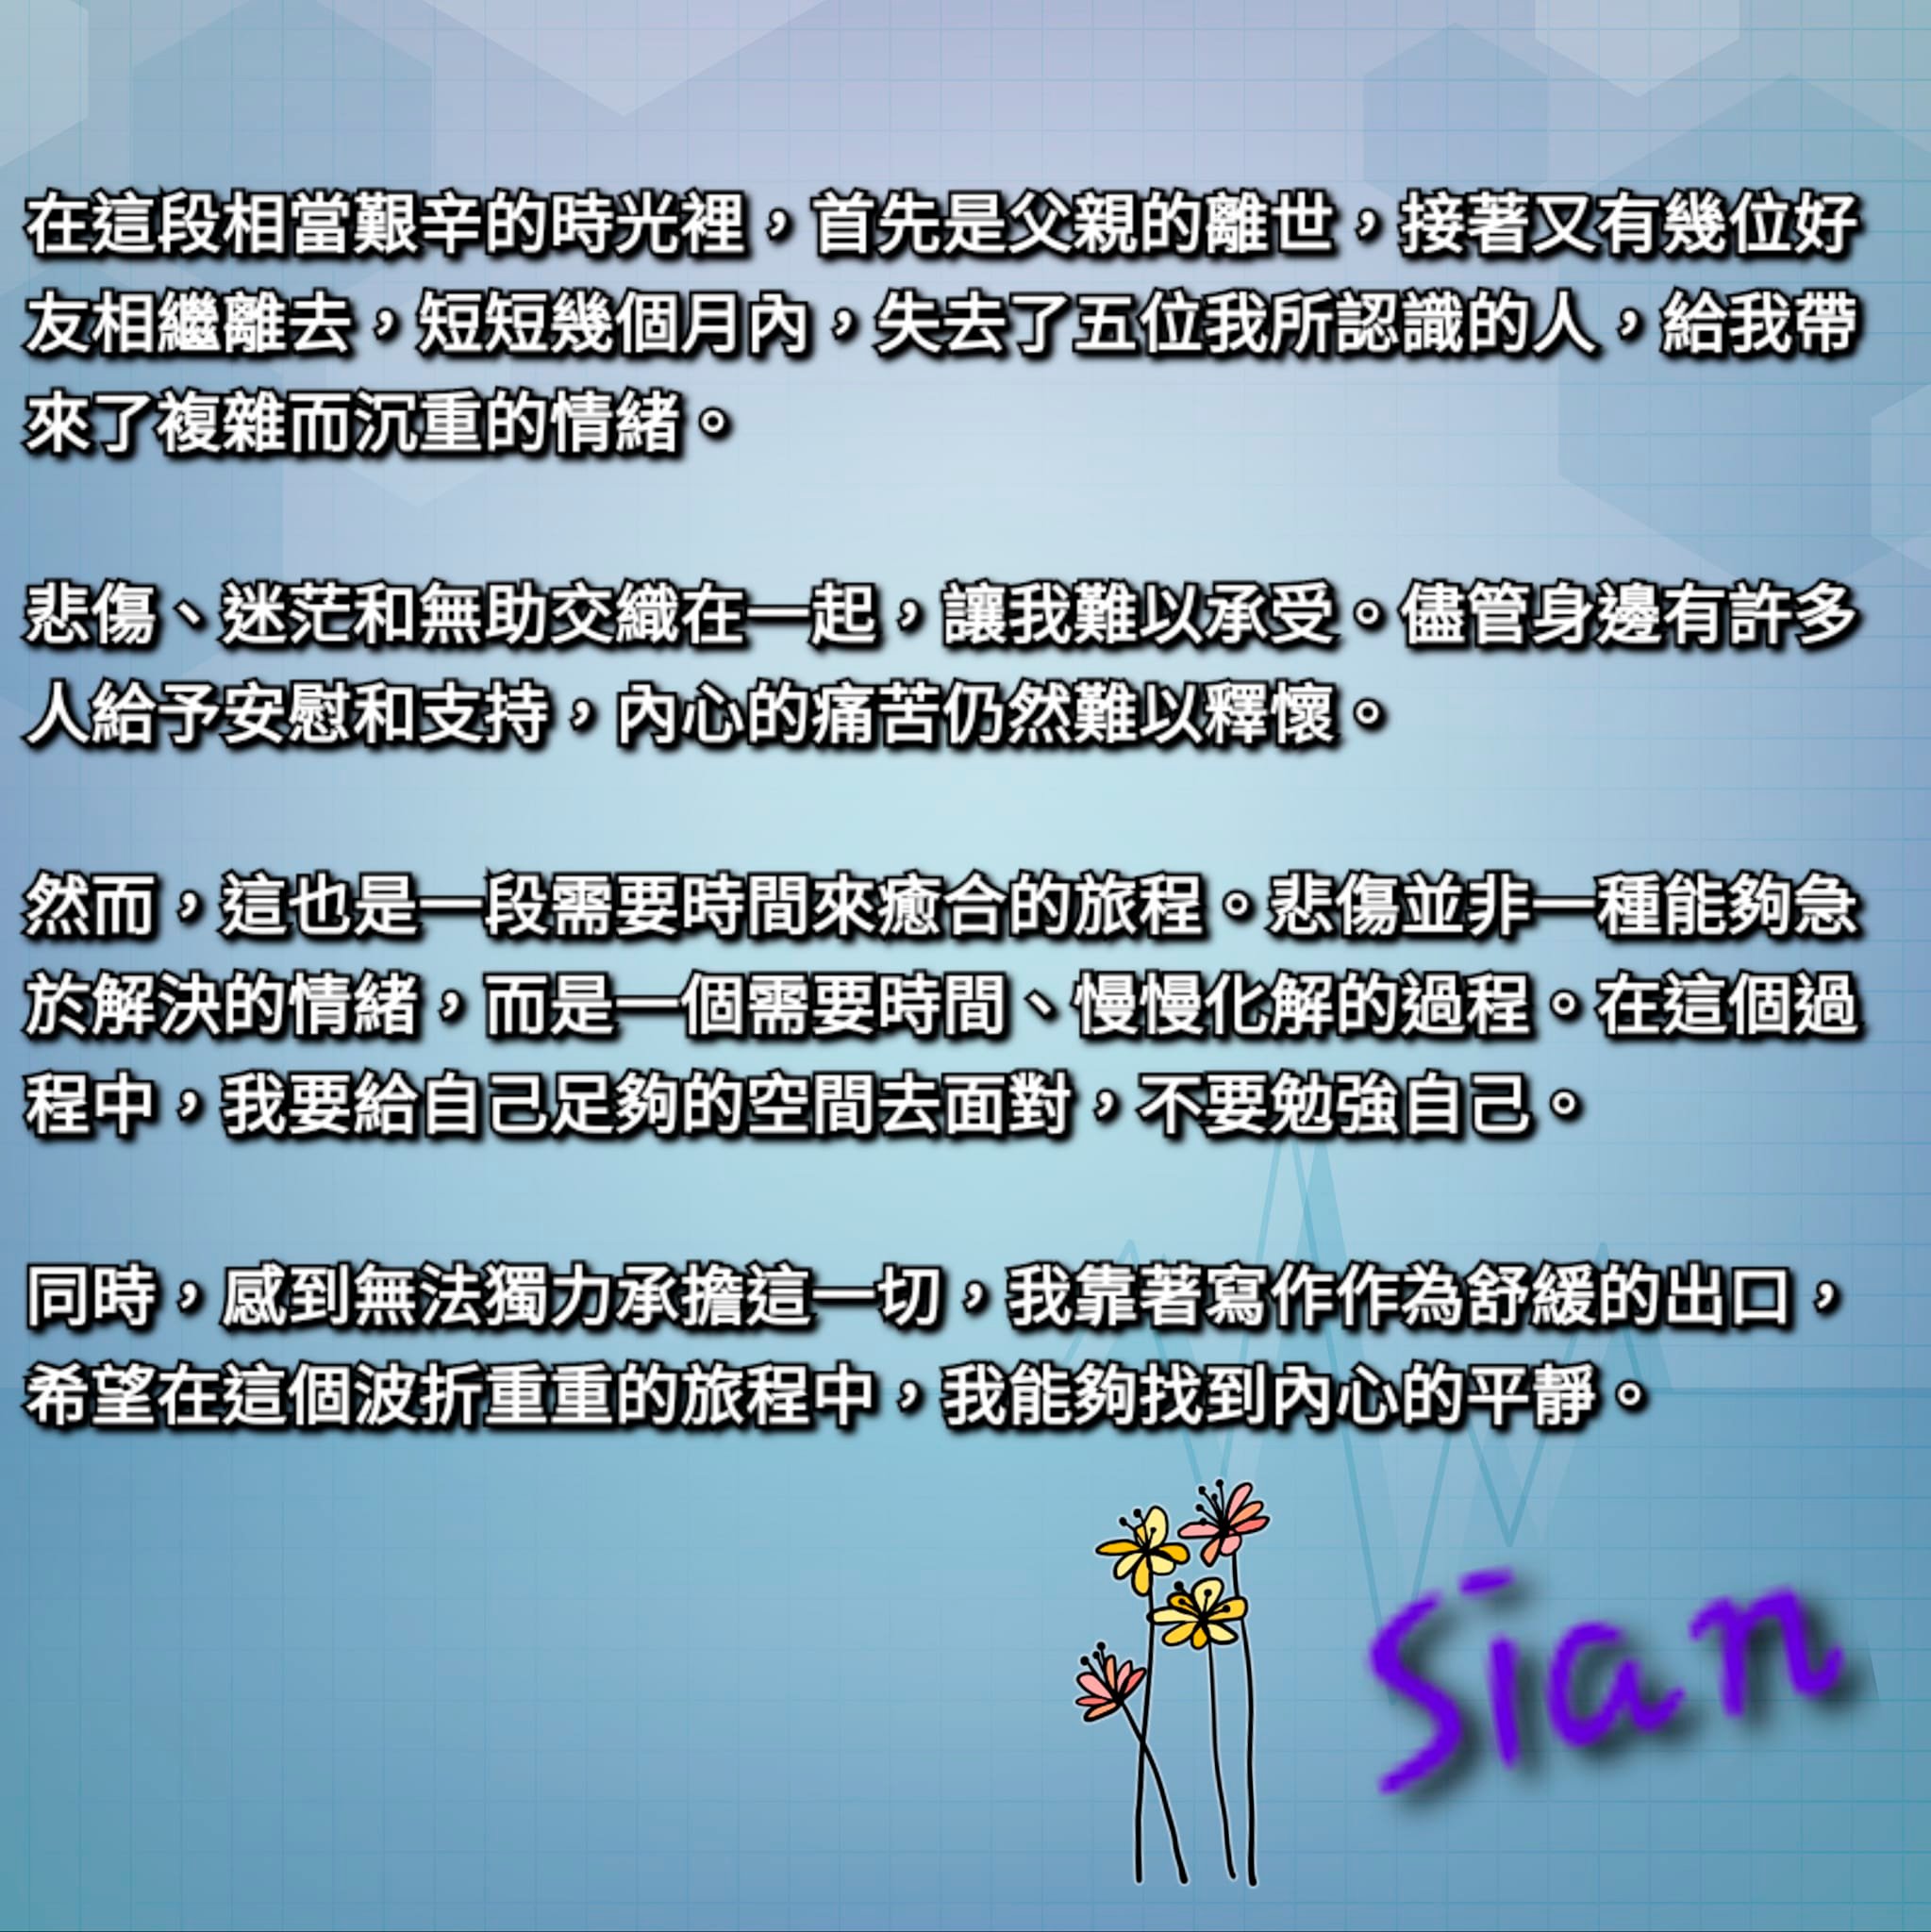 在這段相當艱辛的時光裡，首先是父親的離世，接著又有幾位好
友相繼離去，短短幾個月內，失去了五位我所認識的人，給我帶
來了複雜而沉重的情緒。
悲傷、迷茫和無助交織在一起，讓我難以承受。儘管身邊有許多
人給予安慰和支持，內心的痛苦仍然難以釋懷。
然而，這也是一段需要時間來癒合的旅程。悲傷並非一種能夠急
於解決的情緒，而是一個需要時間、慢慢化解的過程。在這個過
程中，我要給自己足夠的空間去面對，不要勉強自己。
同時，感到無法獨力承擔這一切，我靠著寫作作為舒緩的出口，
希望在這個波折重重的旅程中，我能夠找到內心的平靜。
Sian